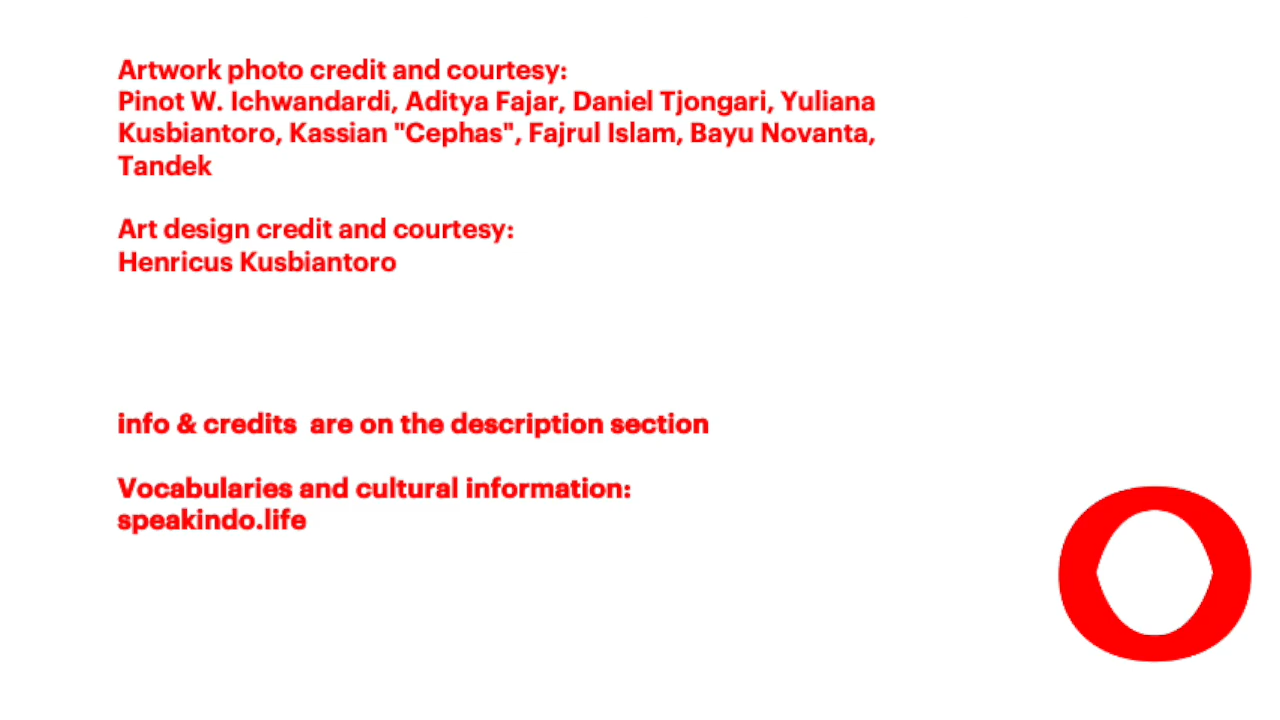 Artwork photo credit and courtesy:
Pinot W. Ichwandardi, Aditya Fajar, Daniel Tjongari, Yuliana
Kusbiantoro, Kassian "Cephas", Fajrul Islam, Bayu Novanta,
Tandek
Art design credit and courtesy:
Henricus Kusbiantoro
info & credits  are on the description section
Vocabularies and cultural information:
speakindo.life
O